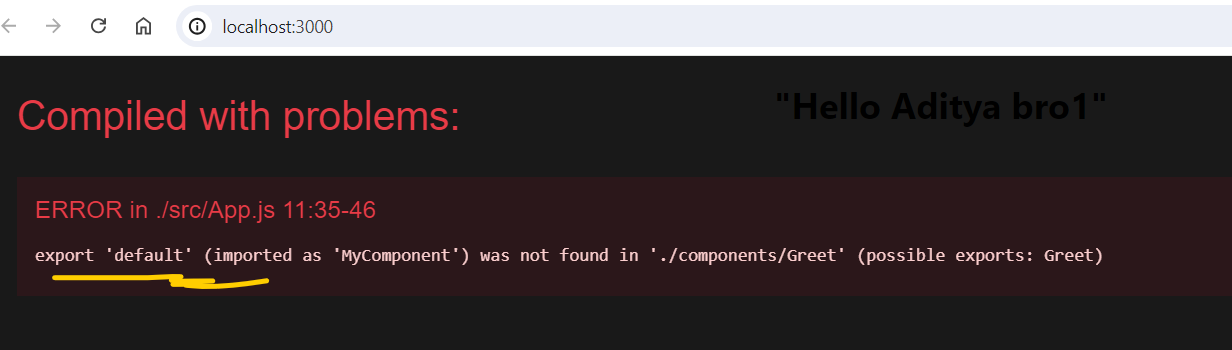 localhost:3000
"Hello Aditya bro1"
Compiled with problems:
ERROR in ./src/App.js 11:35-46
export 'default' (imported as 'MyComponent') was not found in './components/Greet' (possible exports: Greet)